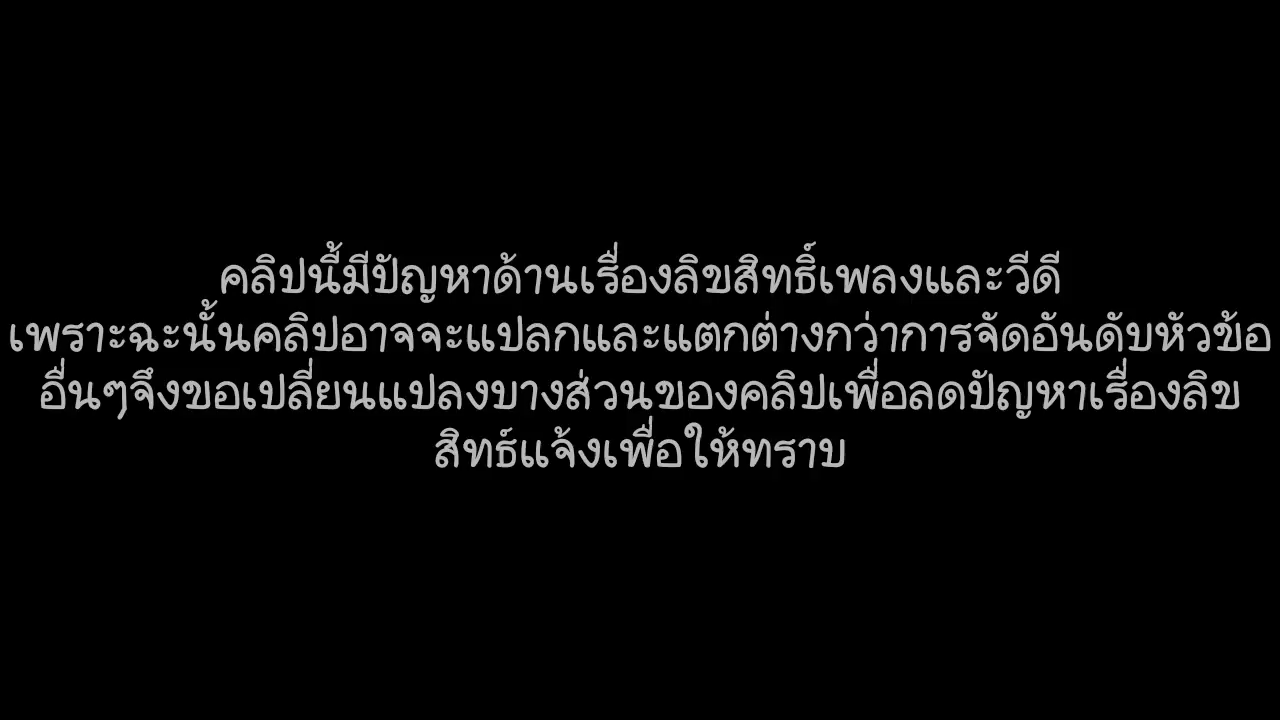 คลิปนี้มีปัญหาด้านเรื่องลิขสิทธิ์เพลงและวีดี
เพราะฉะนั้นคลิปอาจจะแปลกและแตกต่างกว่าการจัดอันดับหัวข้อ
อื่นๆจึงขอเปลี่ยนแปลงบางส่วนของคลิปเพื่อลดปัญหาเรื่องลิข
สิทธ์แจ้งเพื่อให้ทราบ